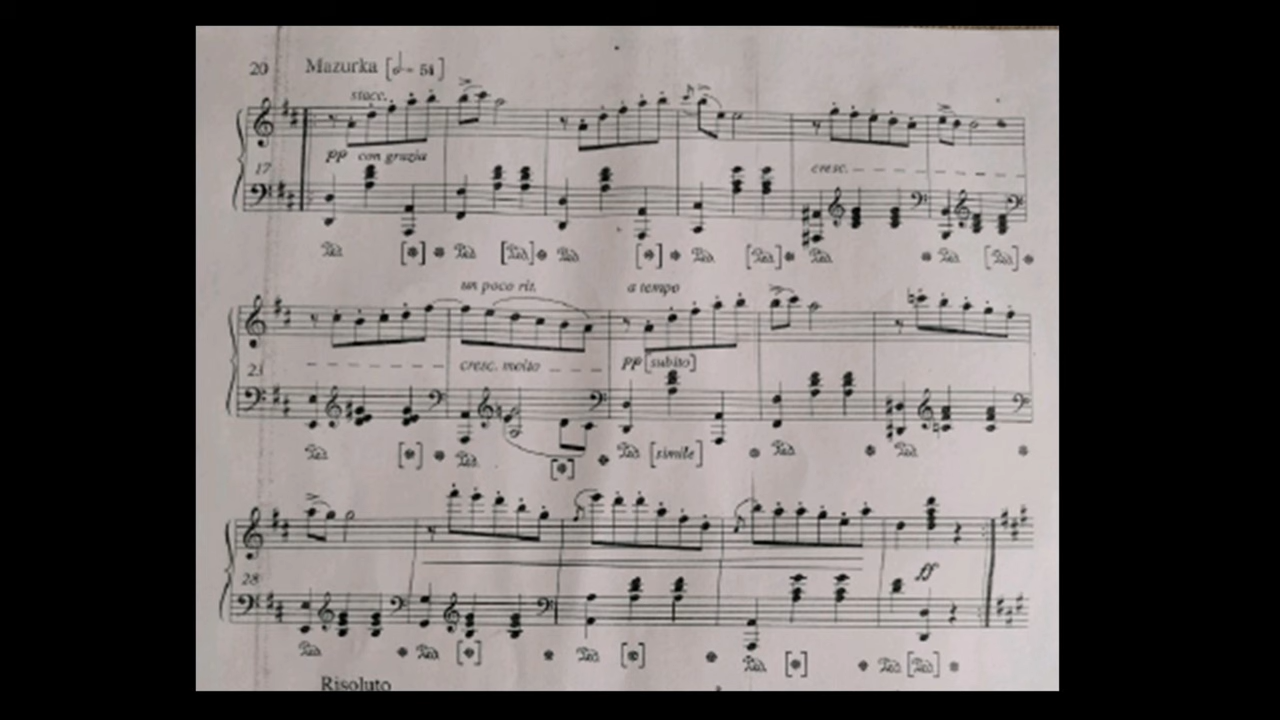 20 Mazurka [𝅗𝅥. = 54]
stacc.
pp con grazia
17
cresc.
un poco rit. a tempo
21 cresc. molto pp [subito]
[simile]
28
ff
Risoluto